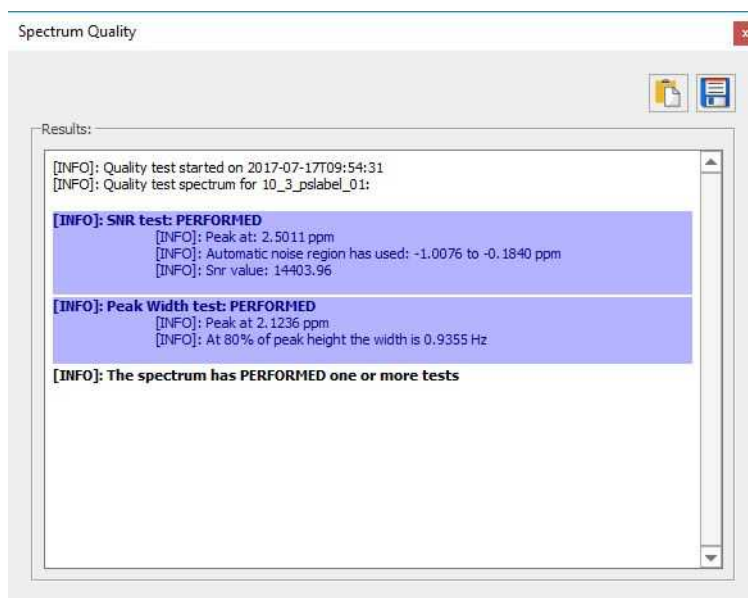 Spectrum Quality
x
Results:
[INFO]: Quality test started on 2017-07-17T09:54:31
[INFO]: Quality test spectrum for 10_3_pslabel_01:
[INFO]: SNR test: PERFORMED
[INFO]: Peak at: 2.5011 ppm
[INFO]: Automatic noise region has used: -1.0076 to -0.1840 ppm
[INFO]: Snr value: 14403.96
[INFO]: Peak Width test: PERFORMED
[INFO]: Peak at 2.1236 ppm
[INFO]: At 80% of peak height the width is 0.9355 Hz
[INFO]: The spectrum has PERFORMED one or more tests